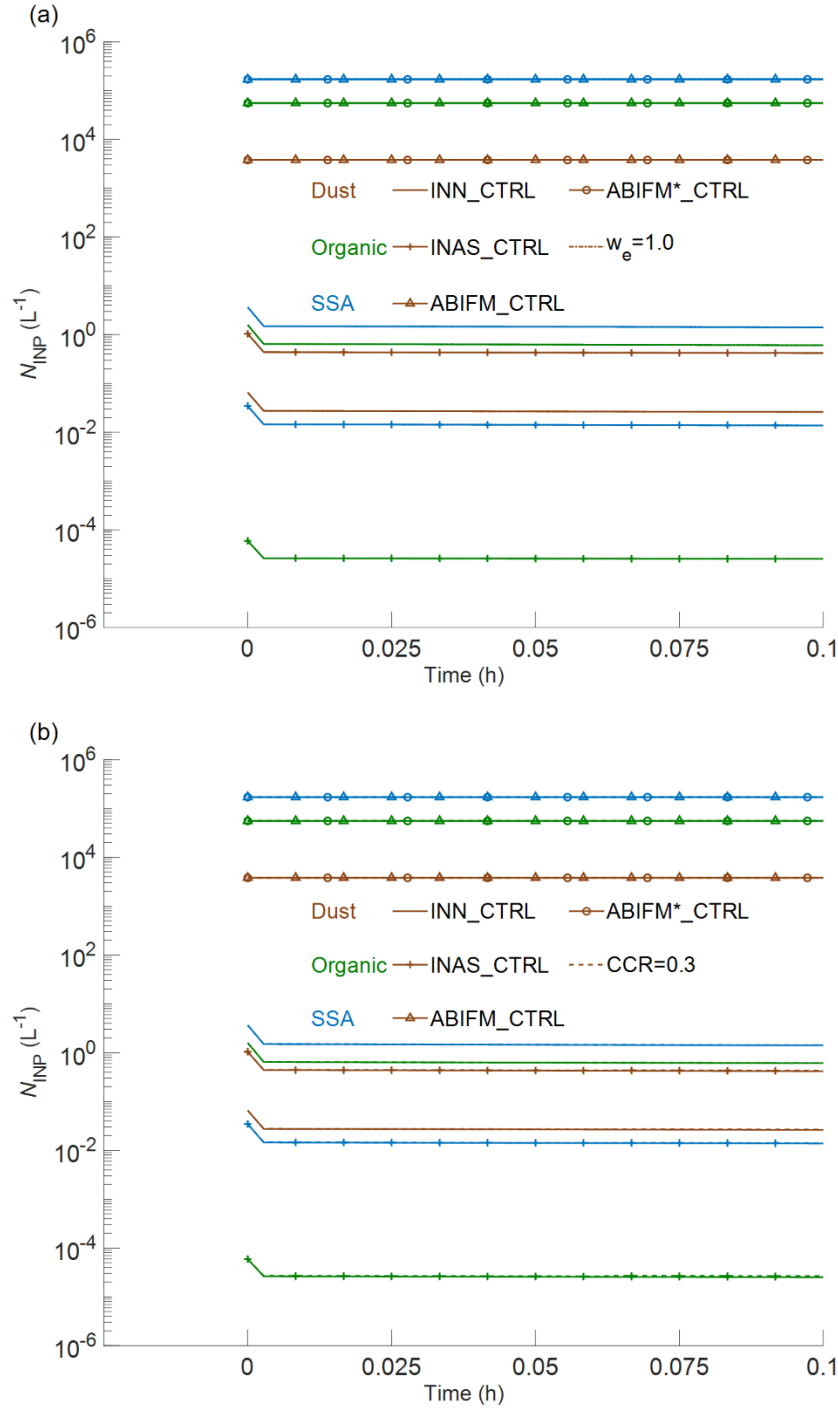 (a)
10^6
10^4
10^2
10^0
10^-2
10^-4
10^-6
N_INP (L^-1)
Dust INN_CTRL ABIFM*_CTRL
Organic INAS_CTRL w_e=1.0
SSA ABIFM_CTRL
0 0.025 0.05 0.075 0.1
Time (h)
(b)
10^6
10^4
10^2
10^0
10^-2
10^-4
10^-6
N_INP (L^-1)
Dust INN_CTRL ABIFM*_CTRL
Organic INAS_CTRL CCR=0.3
SSA ABIFM_CTRL
0 0.025 0.05 0.075 0.1
Time (h)